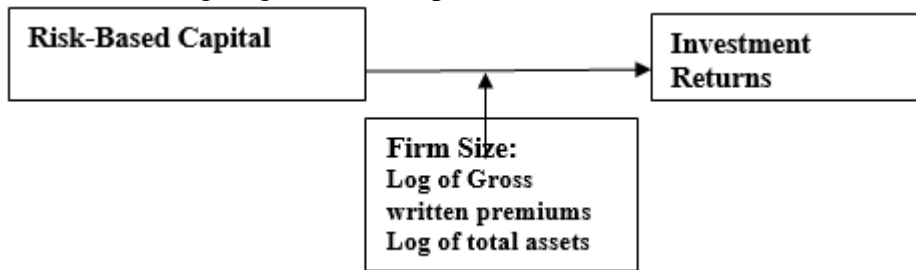 Risk-Based Capital
Investment
Returns
Firm Size:
Log of Gross
written premiums
Log of total assets